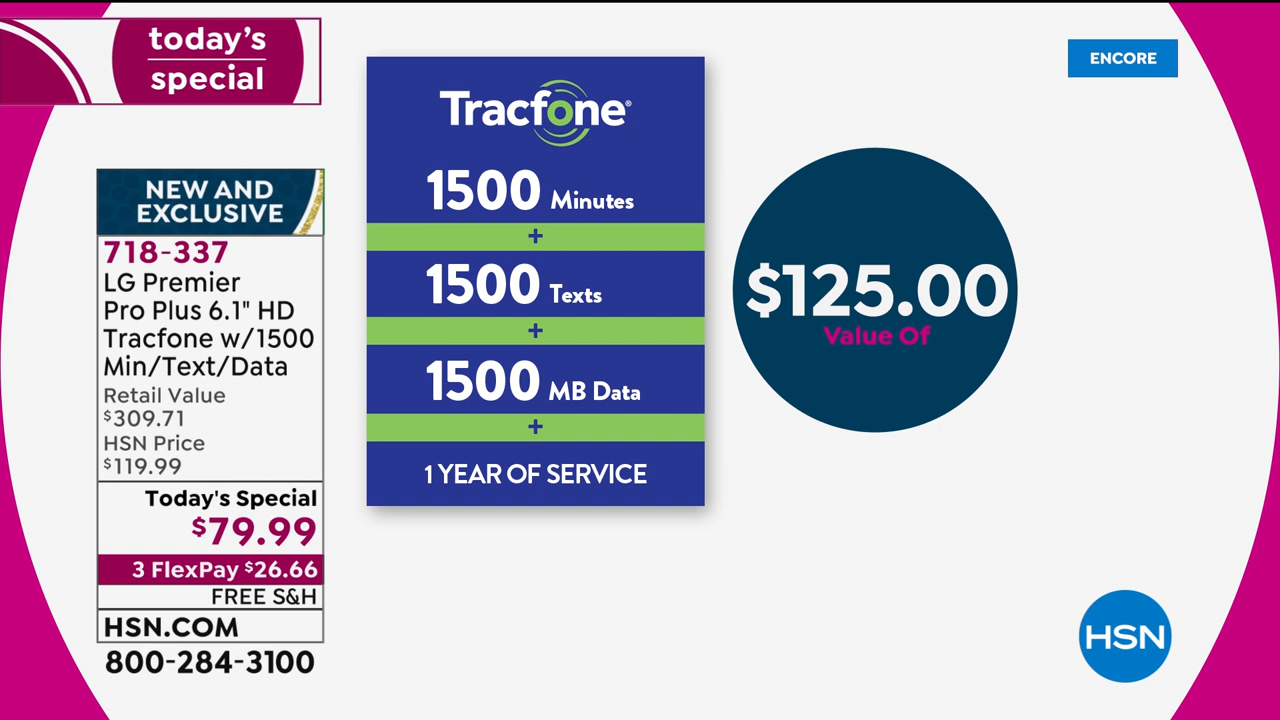 today's
special
ENCORE
NEW AND
EXCLUSIVE
718-337
LG Premier
Pro Plus 6.1" HD
Tracfone w/1500
Min/Text/Data
Retail Value
$309.71
HSN Price
$119.99
Today's Special
$79.99
3 FlexPay $26.66
FREE S&H
HSN.COM
800-284-3100
Tracfone®
1500 Minutes
+
1500 Texts
+
1500 MB Data
+
1 YEAR OF SERVICE
$125.00
Value Of
HSN